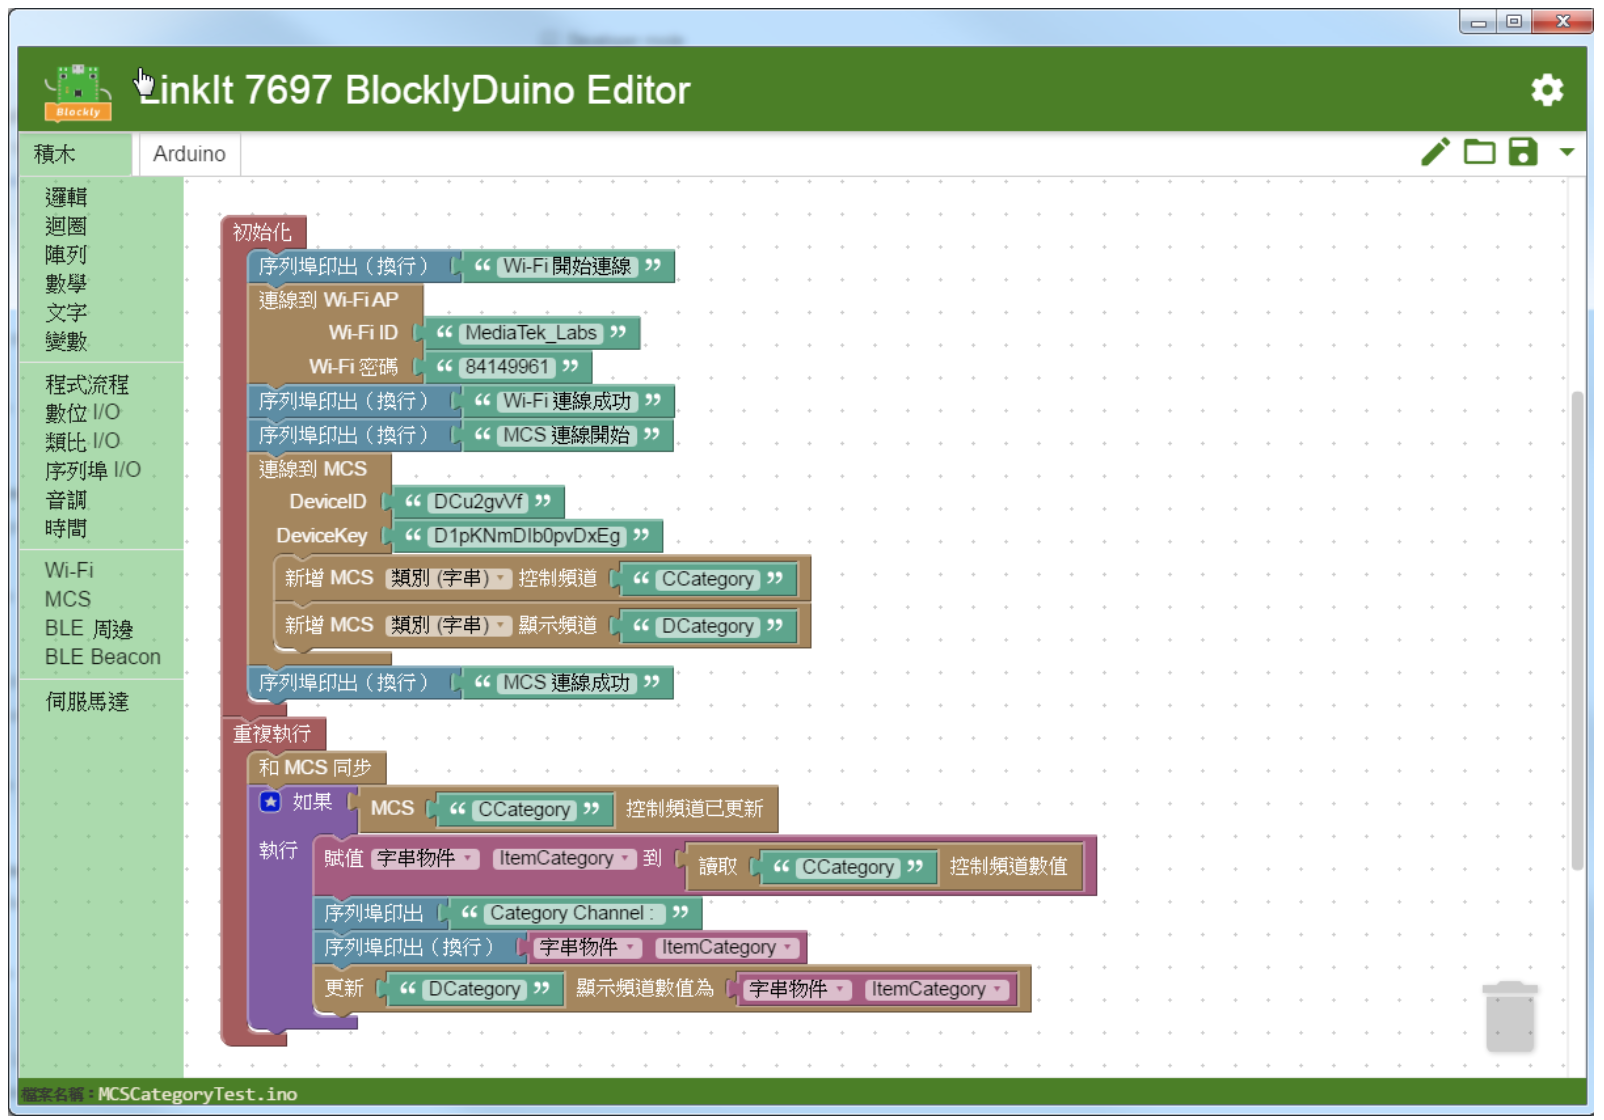 LinkIt 7697 BlocklyDuino Editor
Blockly
積木
Arduino
邏輯
迴圈
陣列
數學
文字
變數
程式流程
數位 I/O
類比 I/O
序列埠 I/O
音調
時間
Wi-Fi
MCS
BLE 周邊
BLE Beacon
伺服馬達
初始化
序列埠印出（換行） “ Wi-Fi 開始連線 ”
連線到 Wi-Fi AP
Wi-Fi ID “ MediaTek_Labs ”
Wi-Fi 密碼 “ 84149961 ”
序列埠印出（換行） “ Wi-Fi 連線成功 ”
序列埠印出（換行） “ MCS 連線開始 ”
連線到 MCS
DeviceID “ DCu2gvVf ”
DeviceKey “ D1pKNmDIb0pvDxEg ”
新增 MCS 類別 (字串) 控制頻道 “ CCategory ”
新增 MCS 類別 (字串) 顯示頻道 “ DCategory ”
序列埠印出（換行） “ MCS 連線成功 ”
重複執行
和 MCS 同步
如果 MCS “ CCategory ” 控制頻道已更新
執行 賦值 字串物件 ItemCategory 到 讀取 “ CCategory ” 控制頻道數值
序列埠印出 “ Category Channel : ”
序列埠印出（換行） 字串物件 ItemCategory
更新 “ DCategory ” 顯示頻道數值為 字串物件 ItemCategory
檔案名稱：MCSCategoryTest.ino